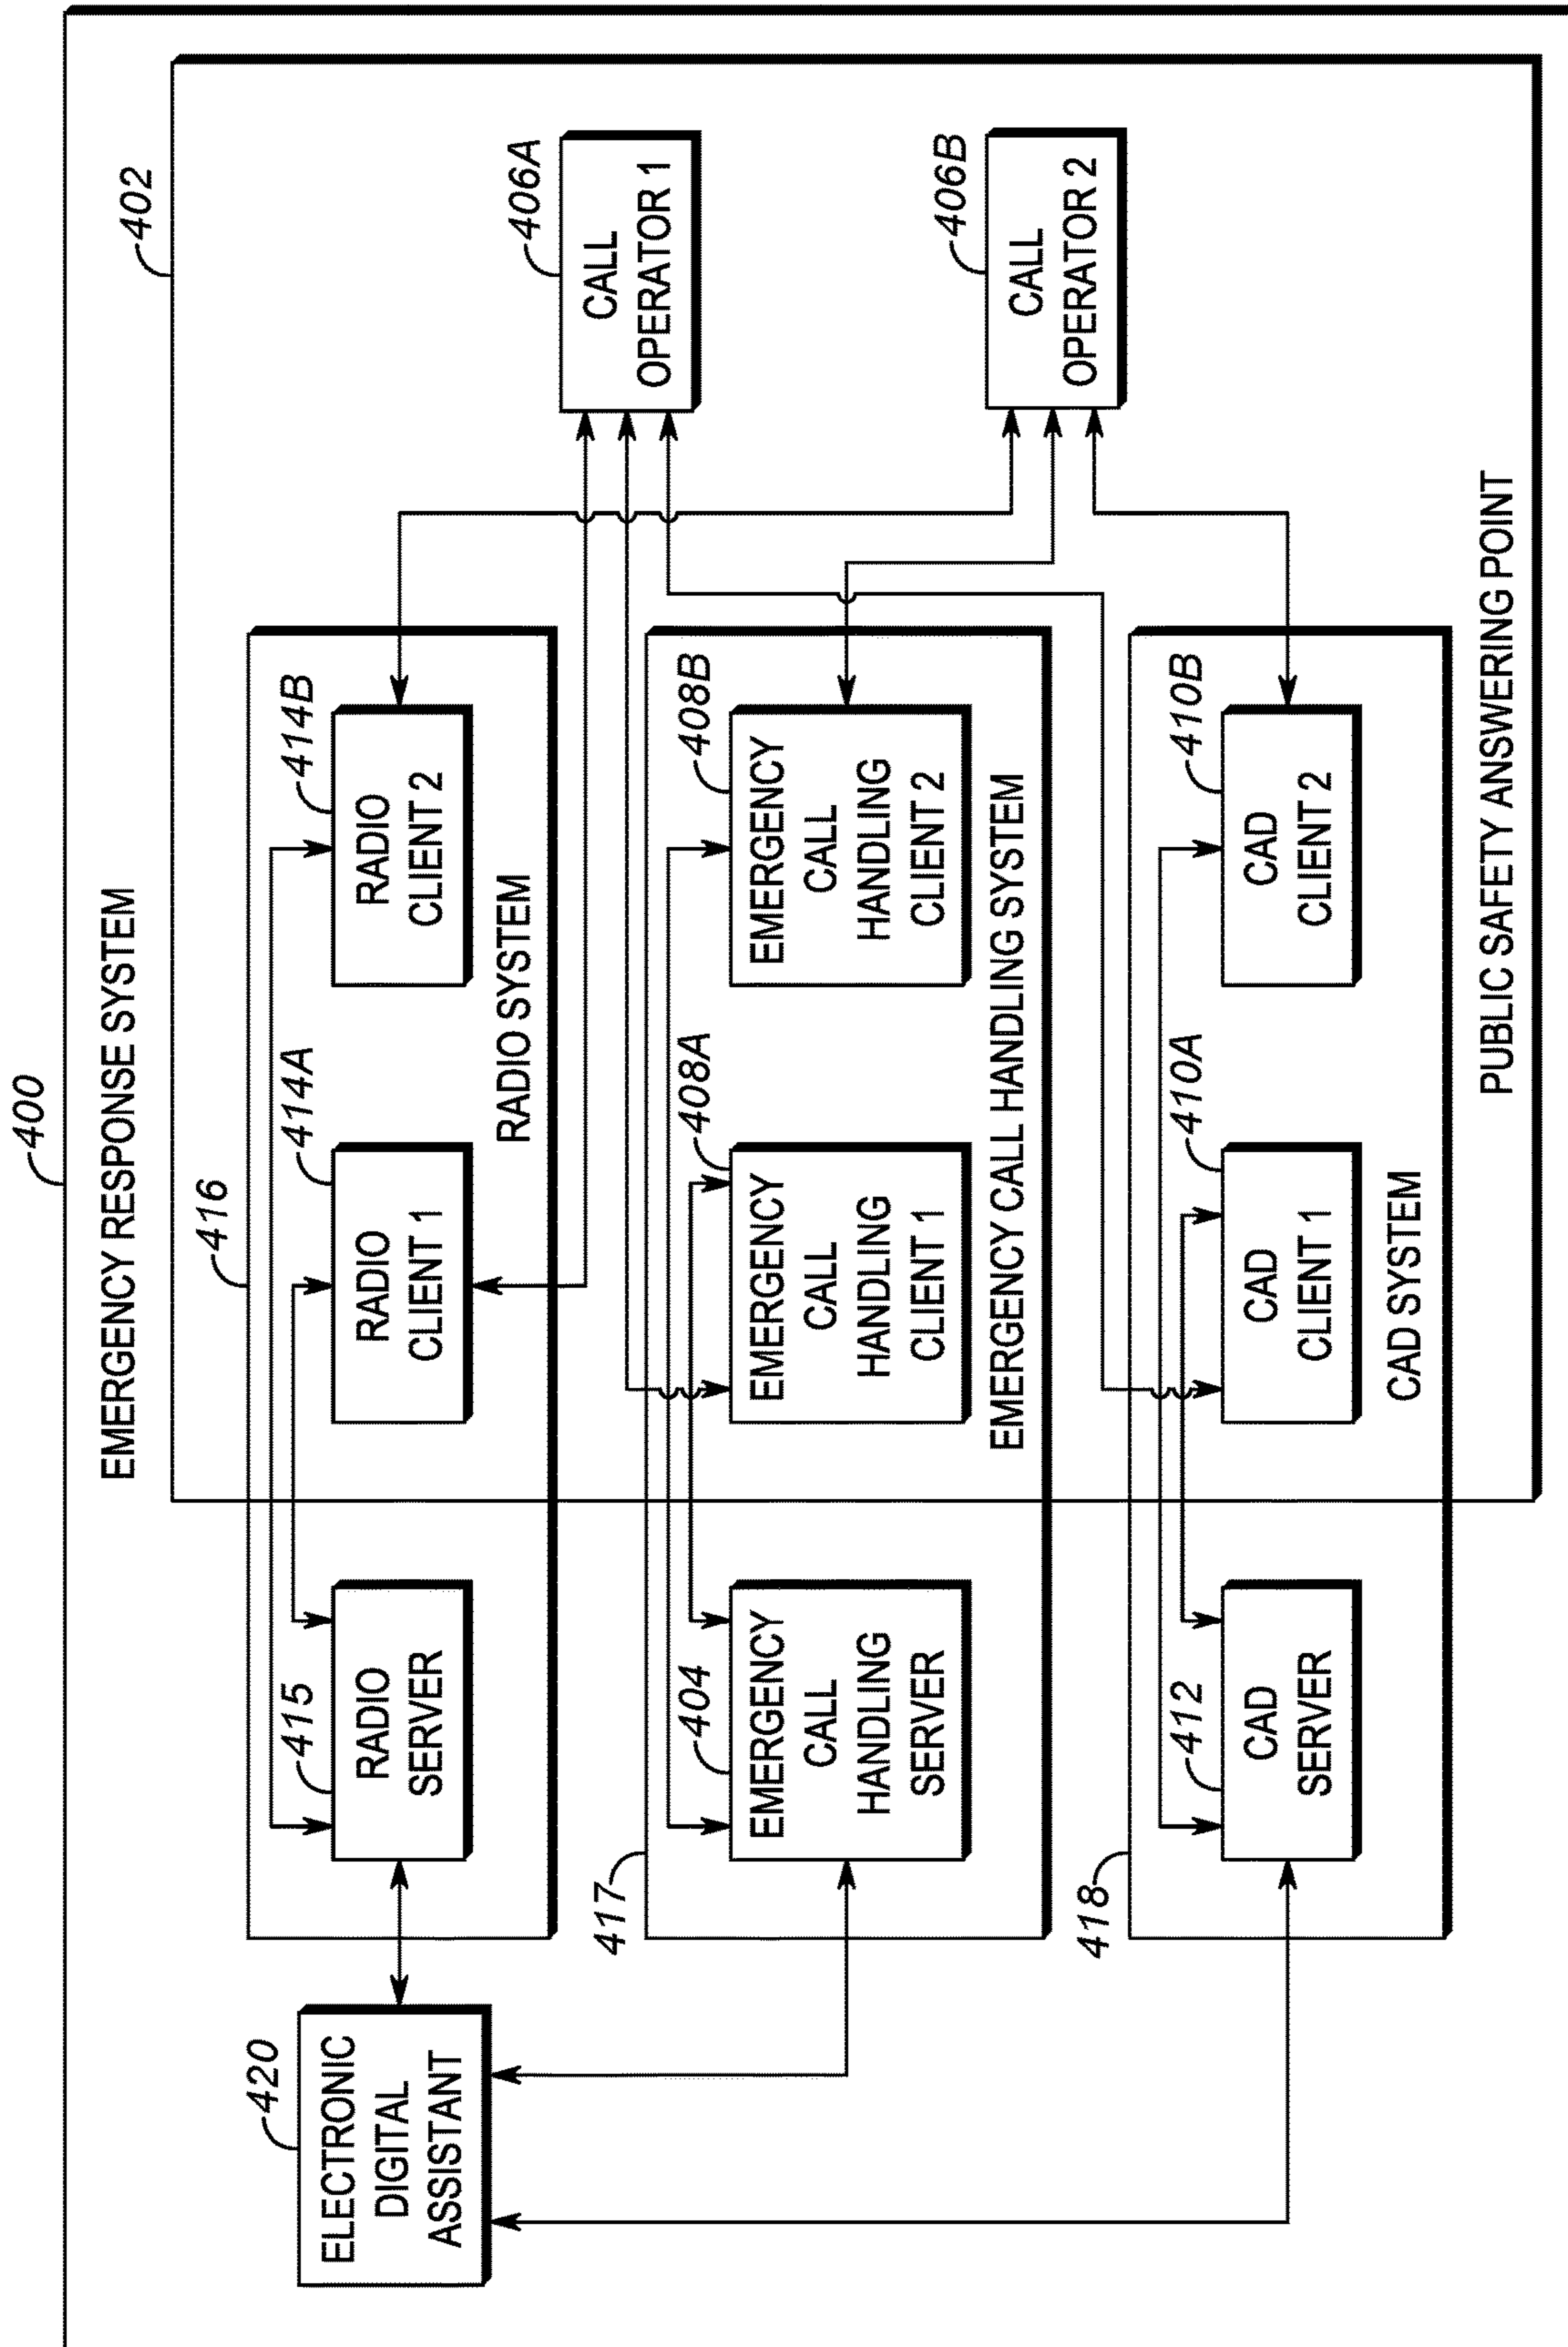 400
EMERGENCY RESPONSE SYSTEM
402
420
ELECTRONIC
DIGITAL
ASSISTANT
416
415
RADIO
SERVER
414A
RADIO
CLIENT 1
414B
RADIO
CLIENT 2
RADIO SYSTEM
406A
CALL
OPERATOR 1
417
404
EMERGENCY
CALL
HANDLING
SERVER
408A
EMERGENCY
CALL
HANDLING
CLIENT 1
408B
EMERGENCY
CALL
HANDLING
CLIENT 2
EMERGENCY CALL HANDLING SYSTEM
406B
CALL
OPERATOR 2
418
412
CAD
SERVER
410A
CAD
CLIENT 1
410B
CAD
CLIENT 2
CAD SYSTEM
PUBLIC SAFETY ANSWERING POINT